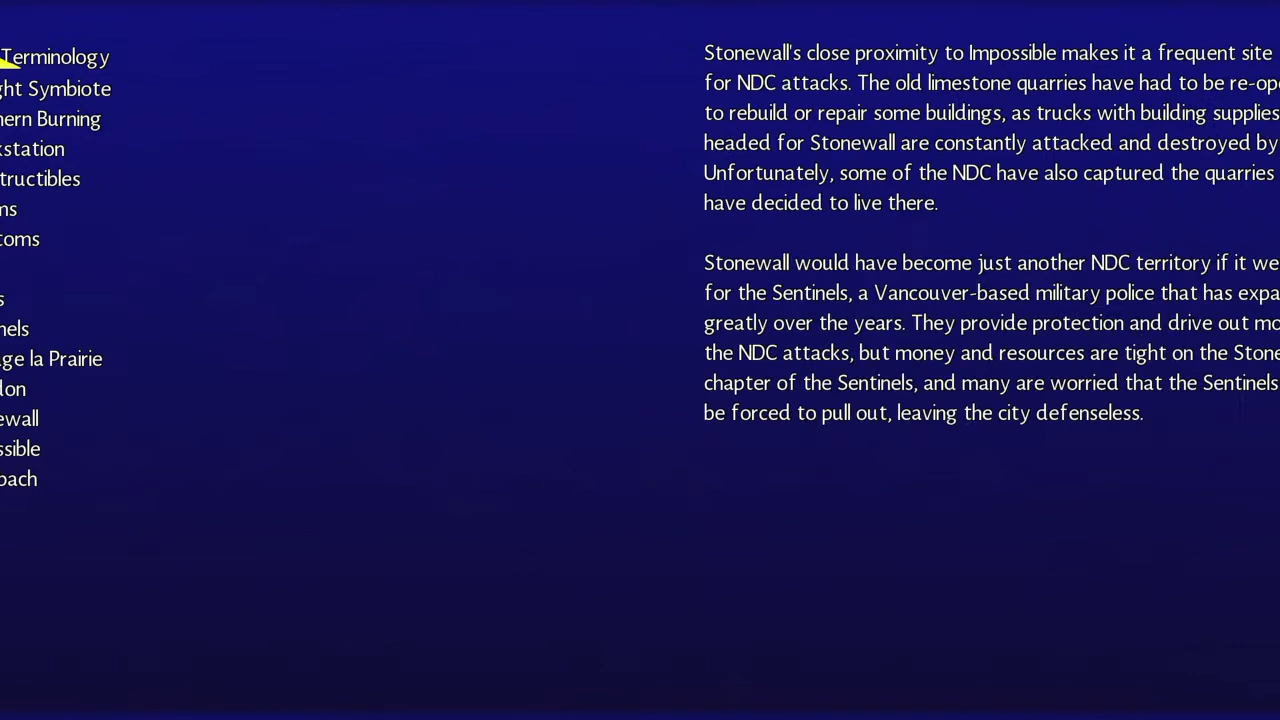 Terminology
ght Symbiote
hern Burning
kstation
tructibles
ms
toms
s
nels
ge la Prairie
don
ewall
ssible
bach
Stonewall's close proximity to Impossible makes it a frequent site
for NDC attacks. The old limestone quarries have had to be re-ope
to rebuild or repair some buildings, as trucks with building supplies
headed for Stonewall are constantly attacked and destroyed by
Unfortunately, some of the NDC have also captured the quarries
have decided to live there.
Stonewall would have become just another NDC territory if it we
for the Sentinels, a Vancouver-based military police that has expa
greatly over the years. They provide protection and drive out mo
the NDC attacks, but money and resources are tight on the Stone
chapter of the Sentinels, and many are worried that the Sentinels
be forced to pull out, leaving the city defenseless.